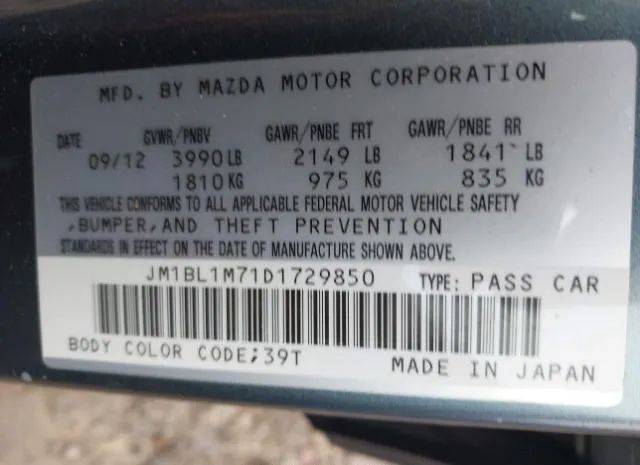 MFD. BY MAZDA MOTOR CORPORATION
DATE GVWR/PNBV GAWR/PNBE FRT GAWR/PNBE RR
09/12 3990 LB 2149 LB 1841 LB
1810 KG 975 KG 835 KG
THIS VEHICLE CONFORMS TO ALL APPLICABLE FEDERAL MOTOR VEHICLE SAFETY
,BUMPER,AND THEFT PREVENTION
STANDARDS IN EFFECT ON THE DATE OF MANUFACTURE SHOWN ABOVE.
JM1BL1M71D1729850 TYPE: PASS CAR
BODY COLOR CODE;39T MADE IN JAPAN